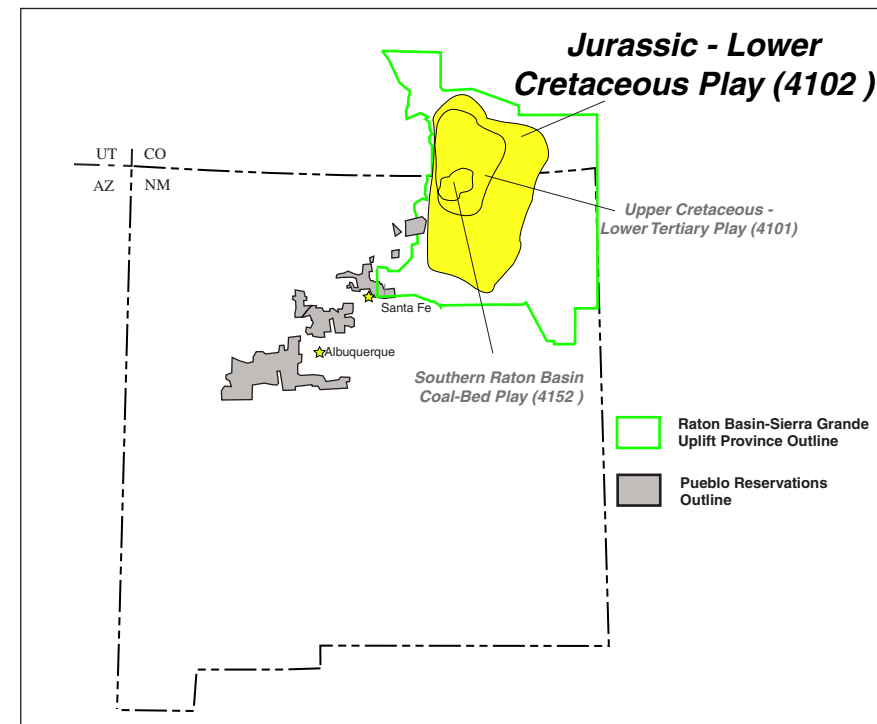 Jurassic - Lower
Cretaceous Play (4102 )
UT CO
AZ NM
Upper Cretaceous -
Lower Tertiary Play (4101)
Santa Fe
Albuquerque
Southern Raton Basin
Coal-Bed Play (4152 )
Raton Basin-Sierra Grande
Uplift Province Outline
Pueblo Reservations
Outline